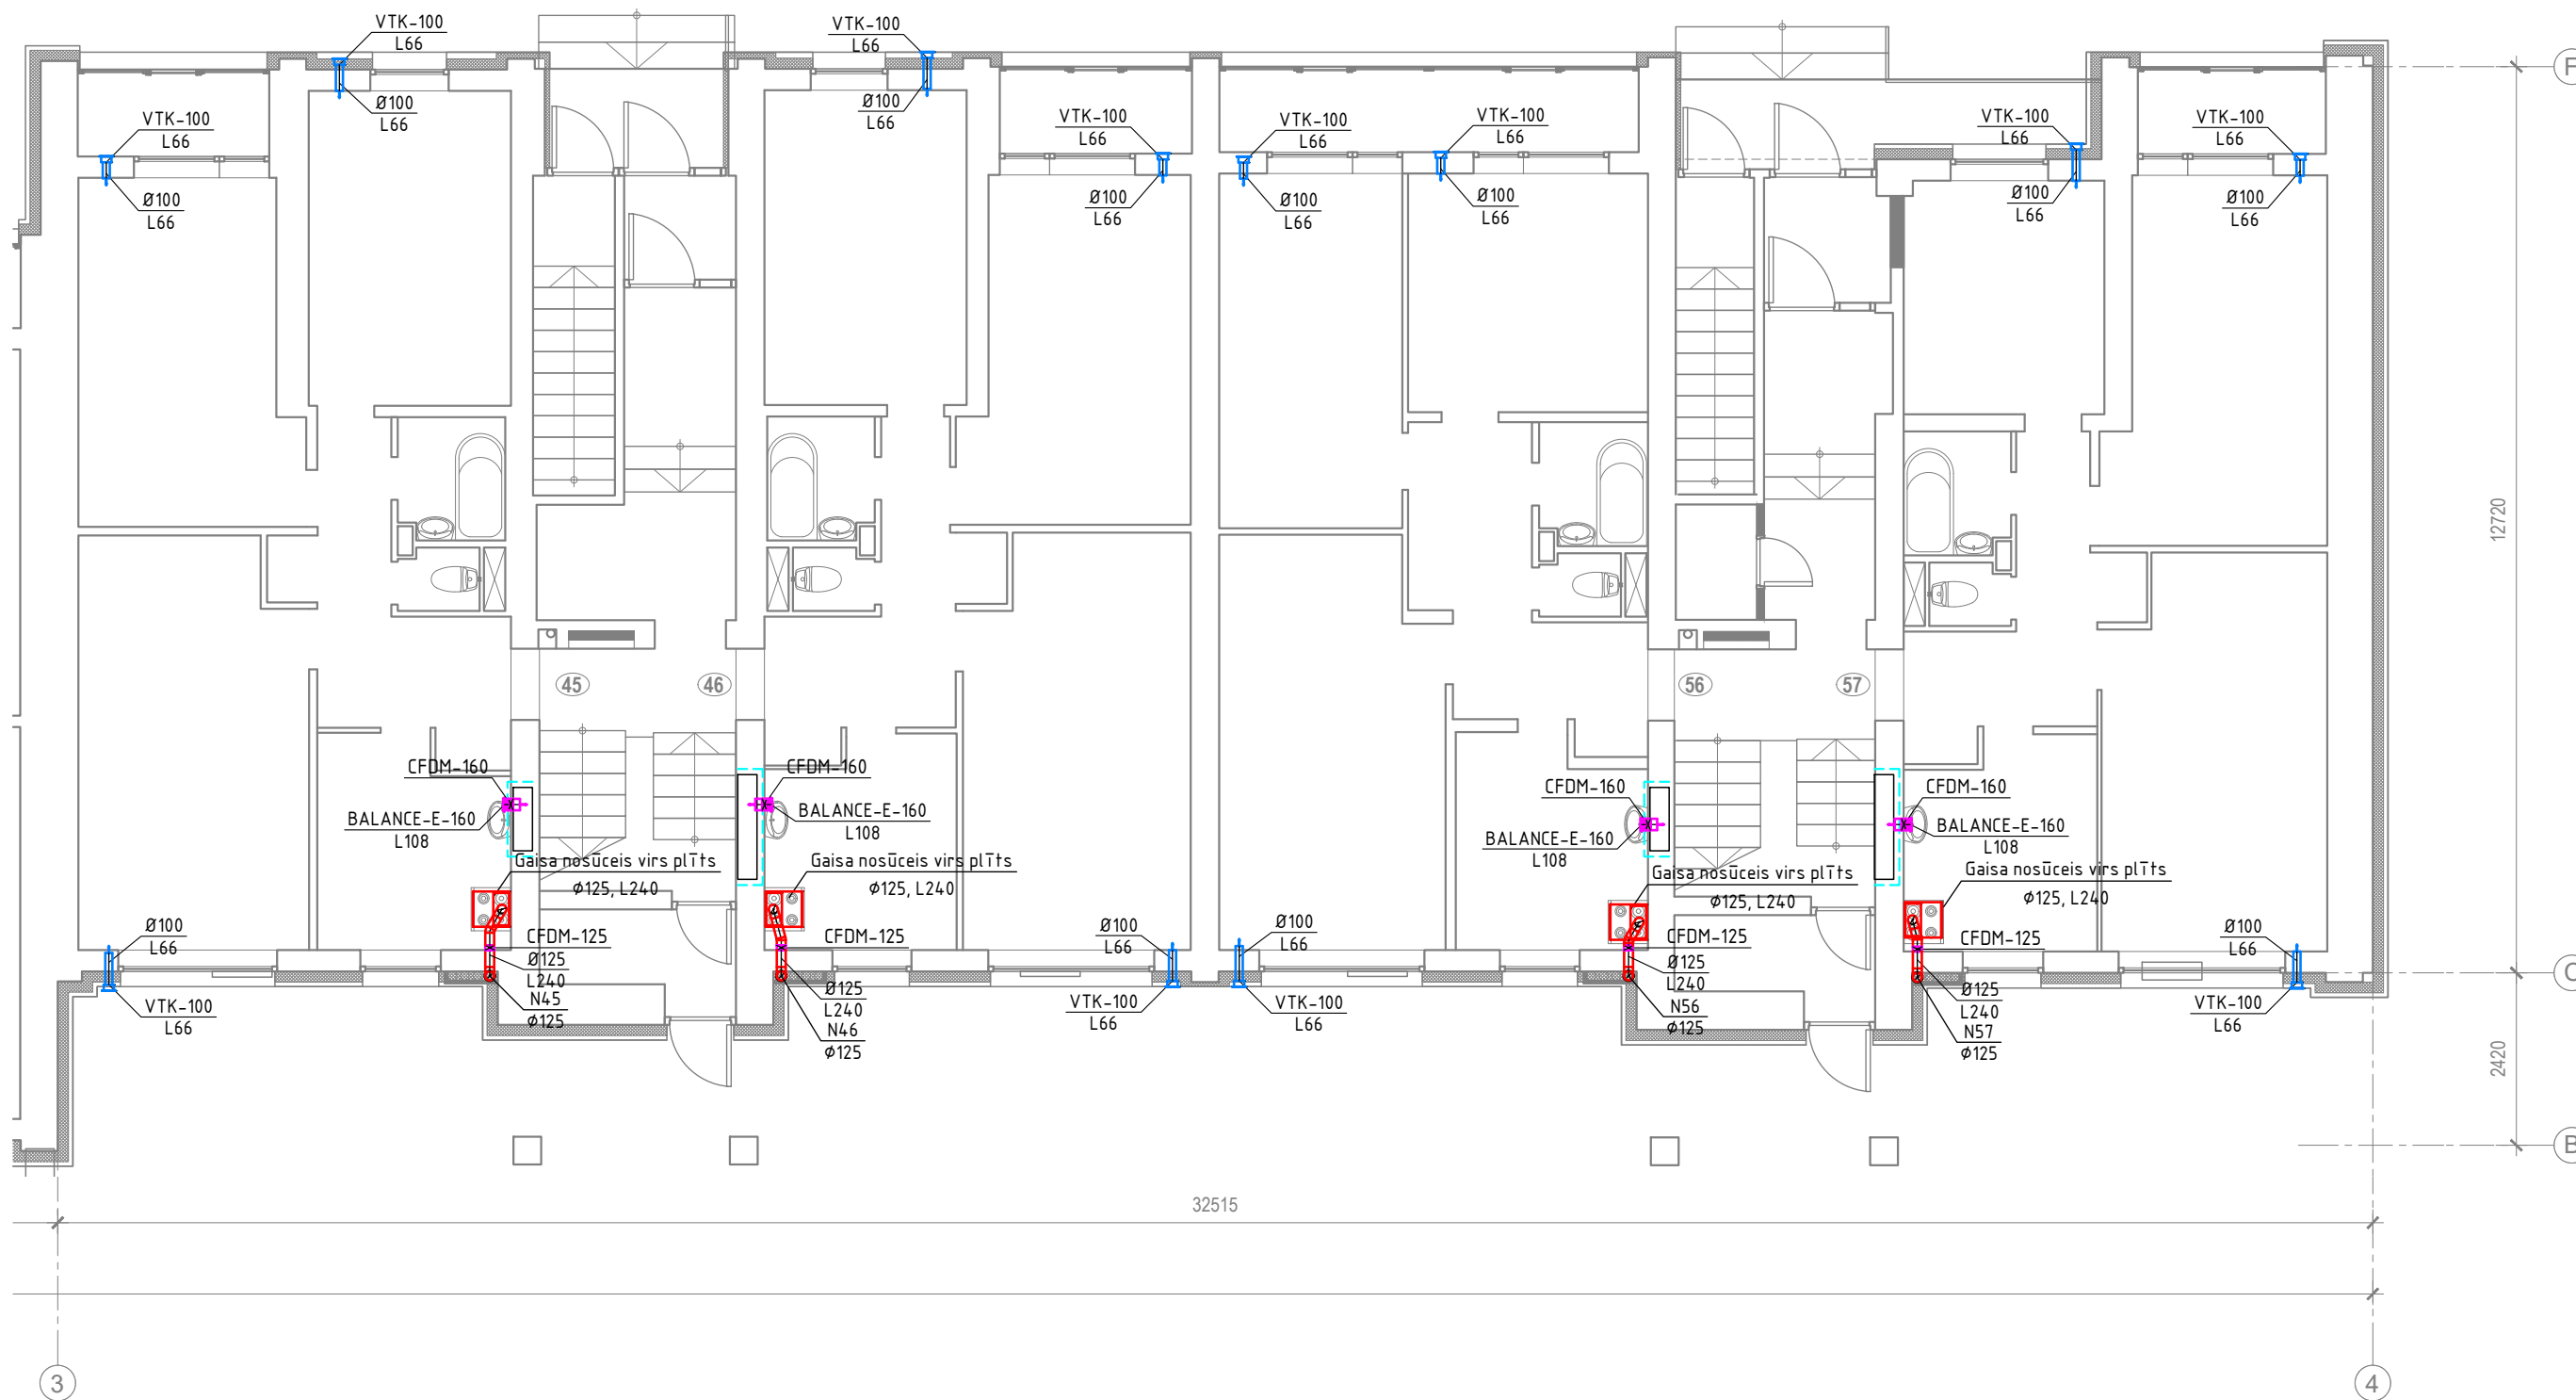 VTK-100
L66
VTK-100
L66
Ø100
L66
Ø100
L66
VTK-100
L66
Ø100
L66
VTK-100
L66
Ø100
L66
VTK-100
L66
Ø100
L66
VTK-100
L66
Ø100
L66
VTK-100
L66
Ø100
L66
VTK-100
L66
Ø100
L66
F
12720
45
46
56
57
CFDM-160
BALANCE-E-160
L108
CFDM-160
BALANCE-E-160
L108
CFDM-160
BALANCE-E-160
L108
CFDM-160
BALANCE-E-160
L108
Gaisa nosūceis virs plīts
φ125, L240
Gaisa nosūceis virs plīts
φ125, L240
Gaisa nosūceis virs plīts
φ125, L240
Gaisa nosūceis virs plīts
φ125, L240
Ø100
L66
VTK-100
L66
CFDM-125
Ø125
L240
N45
φ125
CFDM-125
Ø125
L240
N46
φ125
Ø100
L66
VTK-100
L66
Ø100
L66
VTK-100
L66
CFDM-125
Ø125
L240
N56
φ125
CFDM-125
Ø125
L240
N57
φ125
Ø100
L66
VTK-100
L66
C
2420
B
32515
3
4